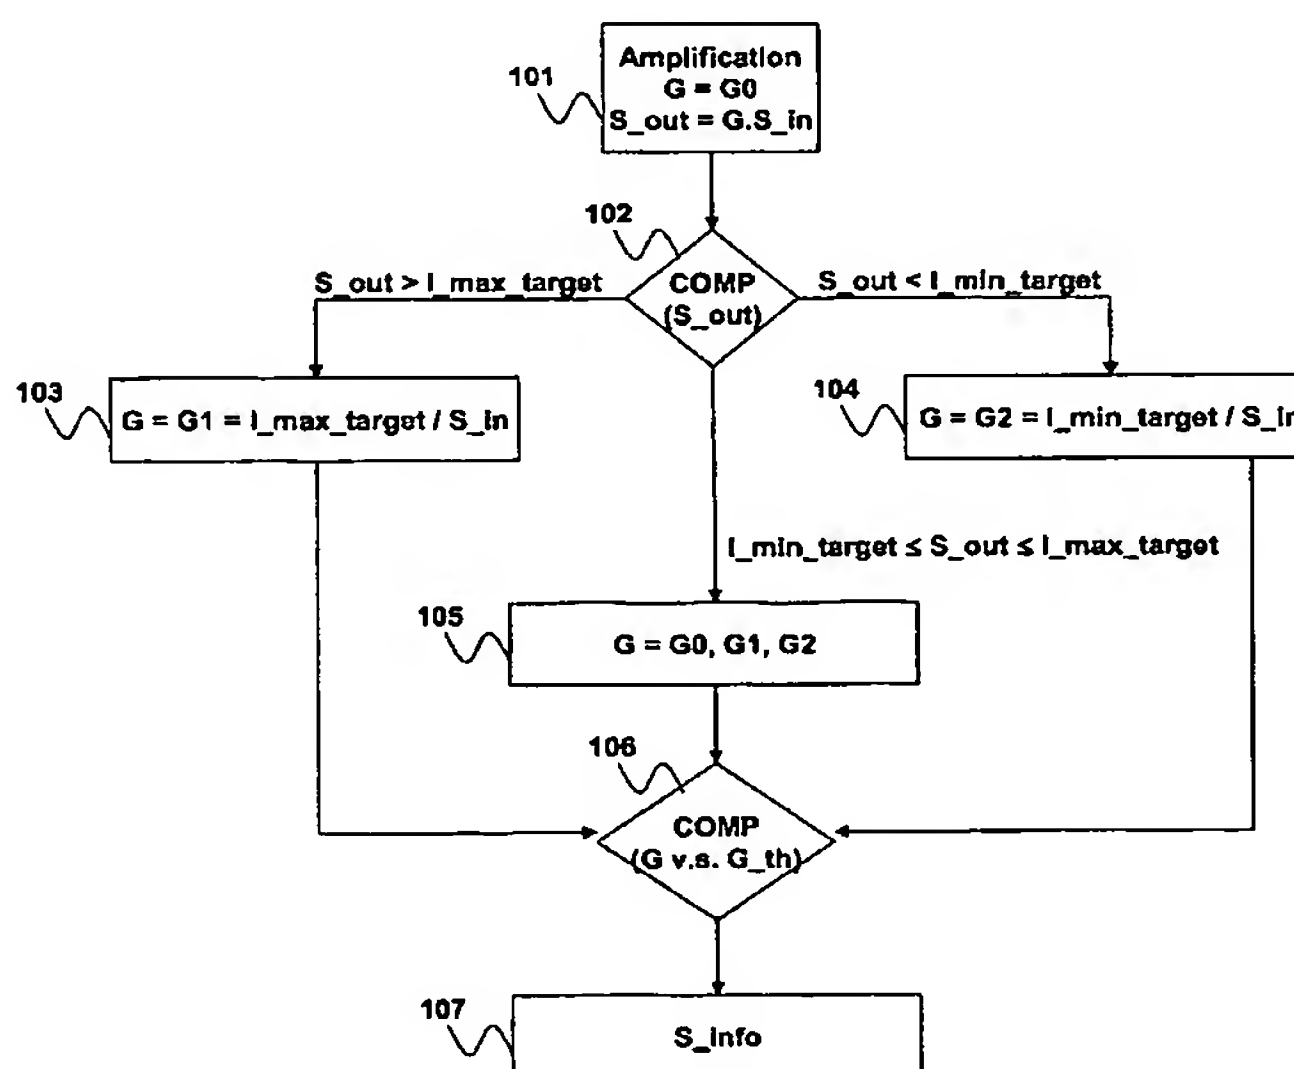 101
Amplification
G = G0
S_out = G.S_in
102
COMP
(S_out)
S_out > I_max_target
S_out < I_min_target
103
G = G1 = I_max_target / S_in
104
G = G2 = I_min_target / S_in
I_min_target ≤ S_out ≤ I_max_target
105
G = G0, G1, G2
106
COMP
(G v.s. G_th)
107
S_info